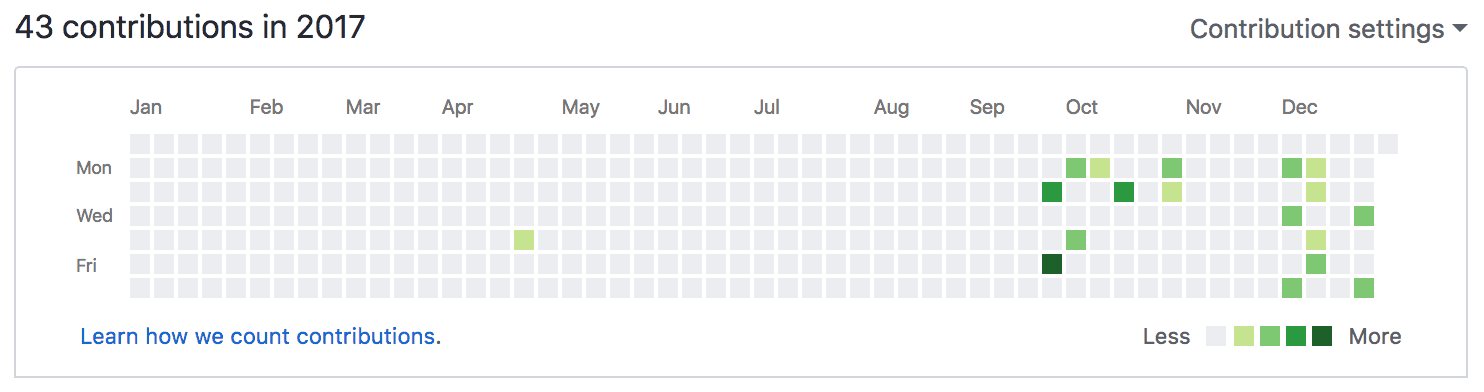 43 contributions in 2017
Contribution settings
Jan Feb Mar Apr May Jun Jul Aug Sep Oct Nov Dec
Mon
Wed
Fri
Learn how we count contributions.
Less More